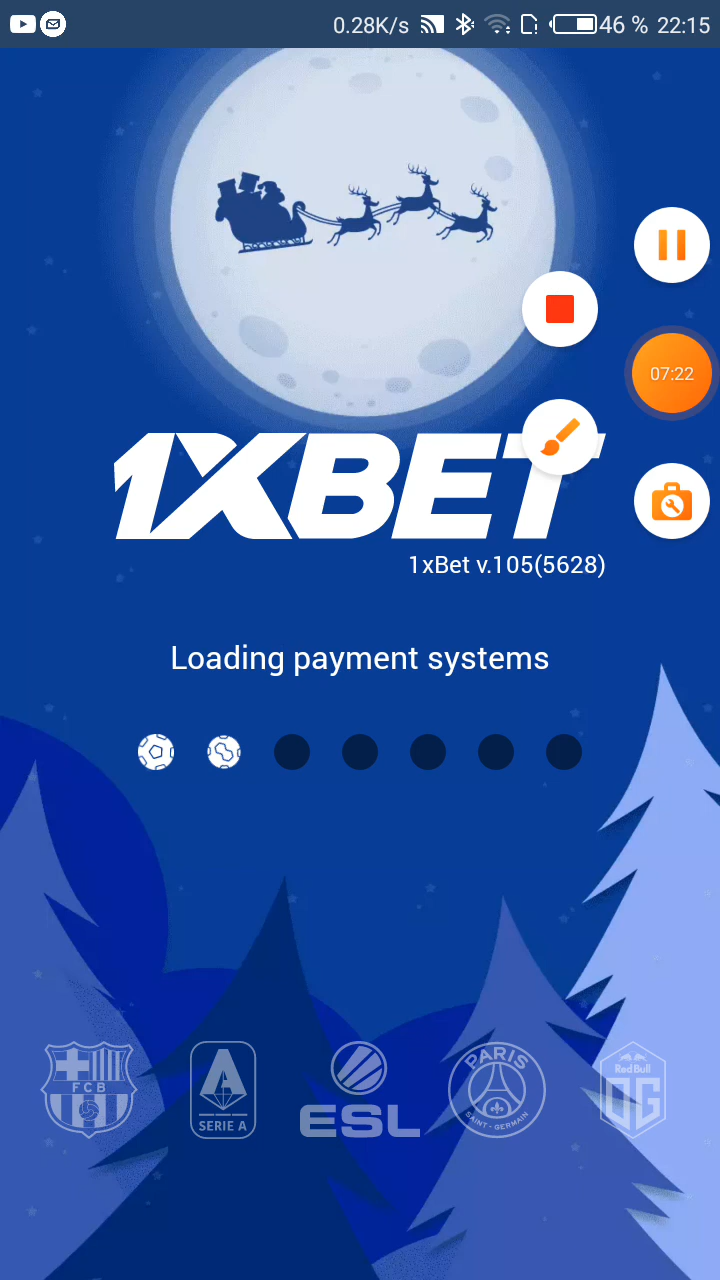 0.28K/s 46 % 22:15
07:22
1XBET
1xBet v.105(5628)
Loading payment systems
FCB
SERIE A
ESL
PARIS
SAINT-GERMAIN
Red Bull
OG